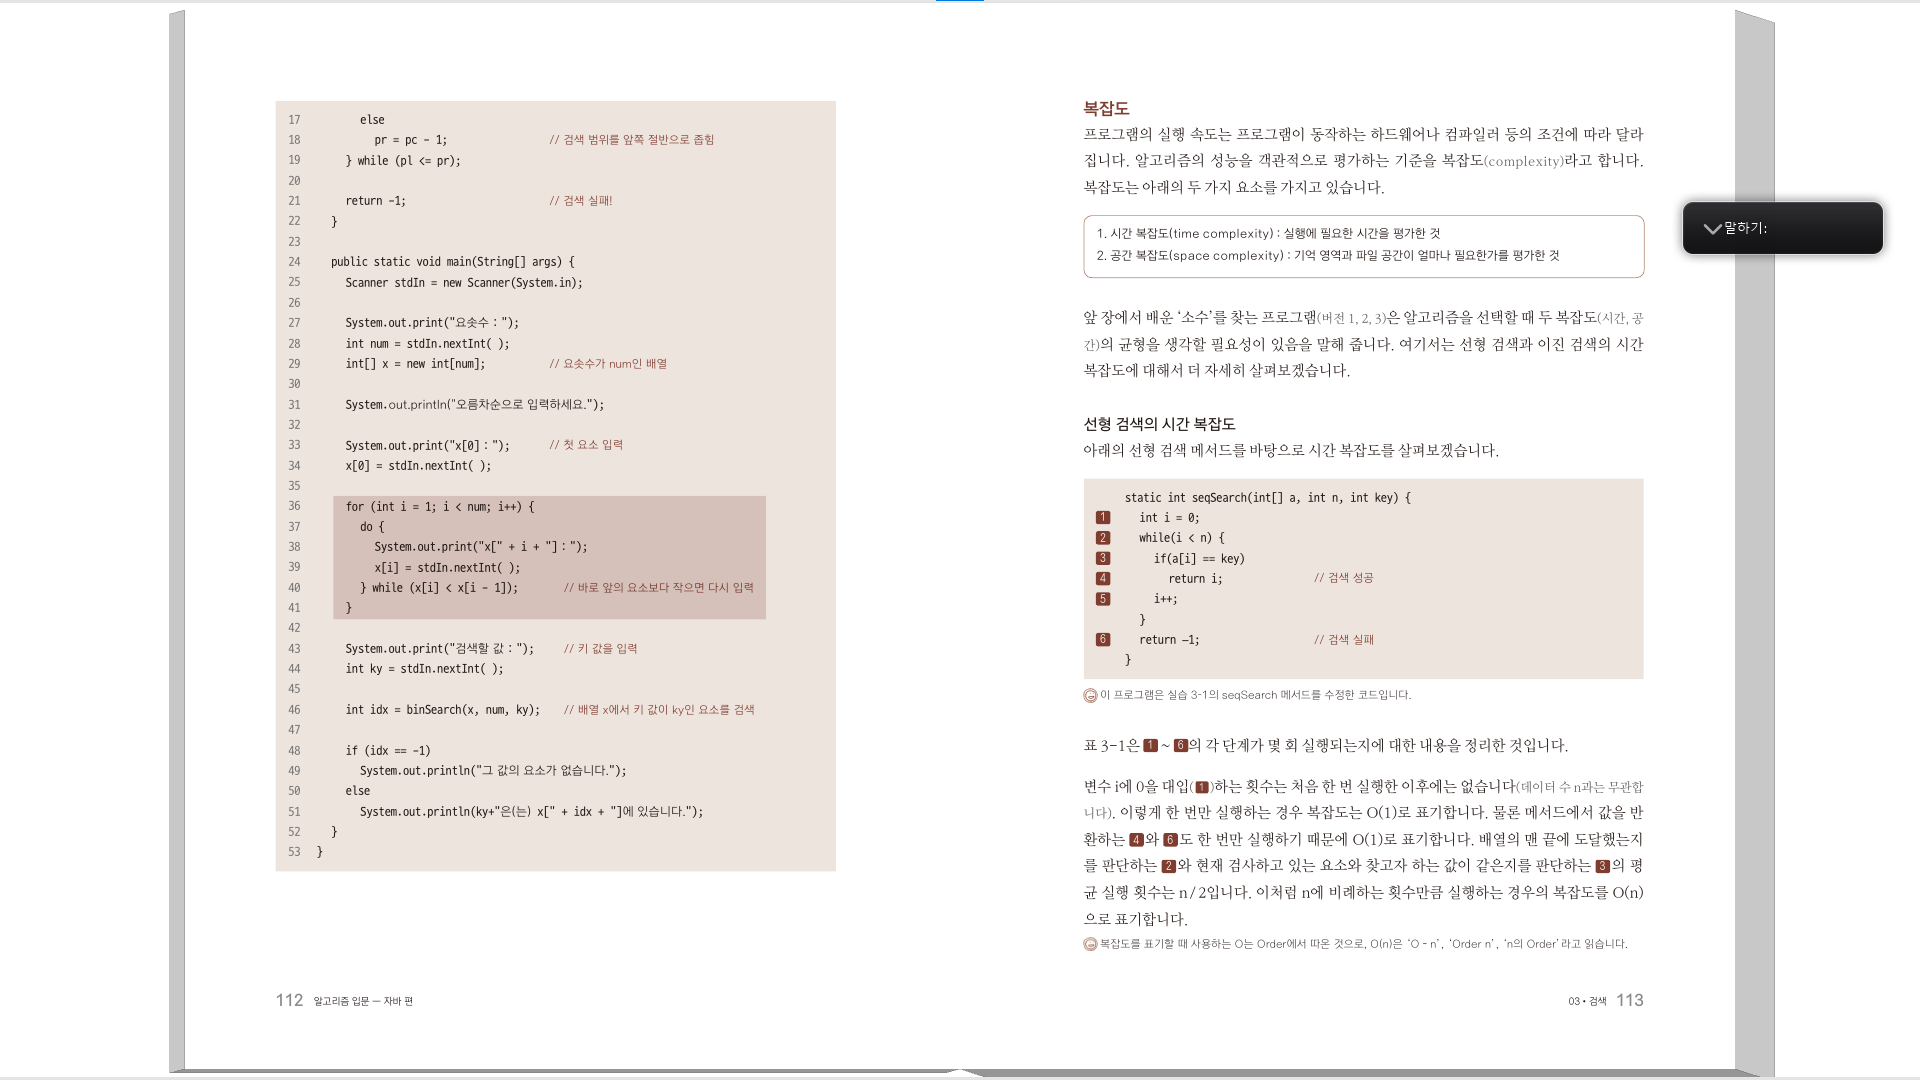 17 else
18 pr = pc - 1; // 검색 범위를 앞쪽 절반으로 좁힘
19 } while (pl <= pr);
20
21 return -1; // 검색 실패!
22 }
23
24 public static void main(String[] args) {
25 Scanner stdIn = new Scanner(System.in);
26
27 System.out.print("요솟수 : ");
28 int num = stdIn.nextInt( );
29 int[] x = new int[num]; // 요솟수가 num인 배열
30
31 System.out.println("오름차순으로 입력하세요.");
32
33 System.out.print("x[0] : "); // 첫 요소 입력
34 x[0] = stdIn.nextInt( );
35
36 for (int i = 1; i < num; i++) {
37 do {
38 System.out.print("x[" + i + "] : ");
39 x[i] = stdIn.nextInt( );
40 } while (x[i] < x[i - 1]); // 바로 앞의 요소보다 작으면 다시 입력
41 }
42
43 System.out.print("검색할 값 : "); // 키 값을 입력
44 int ky = stdIn.nextInt( );
45
46 int idx = binSearch(x, num, ky); // 배열 x에서 키 값이 ky인 요소를 검색
47
48 if (idx == -1)
49 System.out.println("그 값의 요소가 없습니다.");
50 else
51 System.out.println(ky+"은(는) x[" + idx + "]에 있습니다.");
52 }
53 }
112 알고리즘 입문 — 자바 편
복잡도
프로그램의 실행 속도는 프로그램이 동작하는 하드웨어나 컴파일러 등의 조건에 따라 달라
집니다. 알고리즘의 성능을 객관적으로 평가하는 기준을 복잡도(complexity)라고 합니다.
복잡도는 아래의 두 가지 요소를 가지고 있습니다.
1. 시간 복잡도(time complexity) : 실행에 필요한 시간을 평가한 것
2. 공간 복잡도(space complexity) : 기억 영역과 파일 공간이 얼마나 필요한가를 평가한 것
앞 장에서 배운 ‘소수’를 찾는 프로그램(버전 1, 2, 3)은 알고리즘을 선택할 때 두 복잡도(시간, 공
간)의 균형을 생각할 필요성이 있음을 말해 줍니다. 여기서는 선형 검색과 이진 검색의 시간
복잡도에 대해서 더 자세히 살펴보겠습니다.
선형 검색의 시간 복잡도
아래의 선형 검색 메서드를 바탕으로 시간 복잡도를 살펴보겠습니다.
static int seqSearch(int[] a, int n, int key) {
1 int i = 0;
2 while(i < n) {
3 if(a[i] == key)
4 return i; // 검색 성공
5 i++;
}
6 return –1; // 검색 실패
}
이 프로그램은 실습 3-1의 seqSearch 메서드를 수정한 코드입니다.
표 3-1은 1 ~ 6의 각 단계가 몇 회 실행되는지에 대한 내용을 정리한 것입니다.
변수 i에 0을 대입(1)하는 횟수는 처음 한 번 실행한 이후에는 없습니다(데이터 수 n과는 무관합
니다). 이렇게 한 번만 실행하는 경우 복잡도는 O(1)로 표기합니다. 물론 메서드에서 값을 반
환하는 4와 6도 한 번만 실행하기 때문에 O(1)로 표기합니다. 배열의 맨 끝에 도달했는지
를 판단하는 2와 현재 검사하고 있는 요소와 찾고자 하는 값이 같은지를 판단하는 3의 평
균 실행 횟수는 n / 2입니다. 이처럼 n에 비례하는 횟수만큼 실행하는 경우의 복잡도를 O(n)
으로 표기합니다.
복잡도를 표기할 때 사용하는 O는 Order에서 따온 것으로, O(n)은 ‘O - n’, ‘Order n’, ‘n의 Order’라고 읽습니다.
03 • 검색 113
말하기: